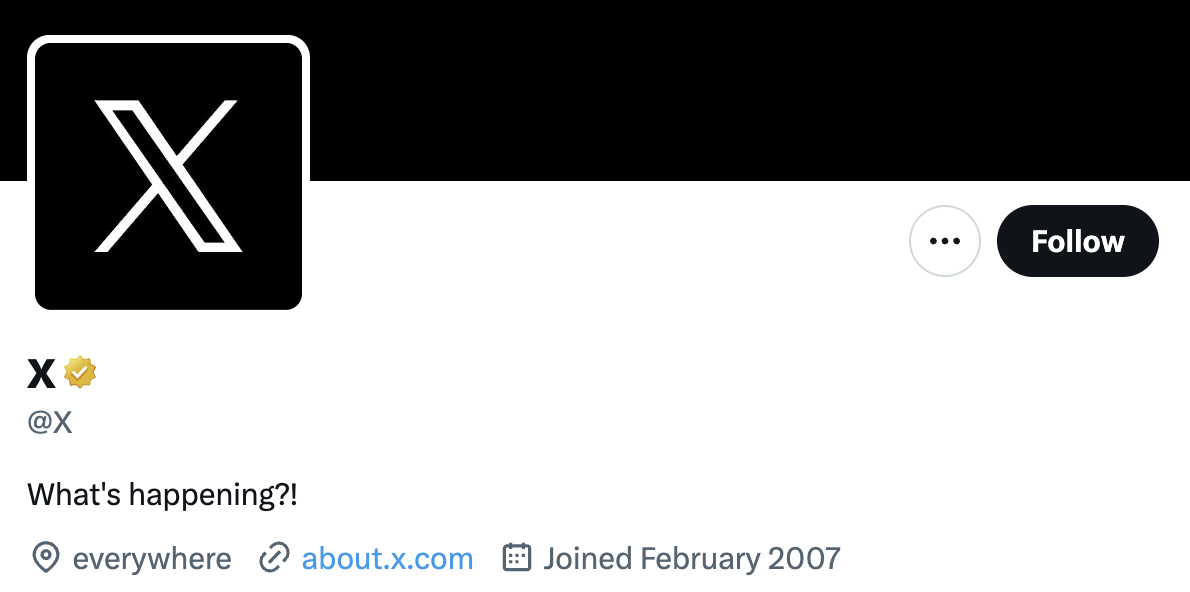 X
Follow
X
@X
What's happening?!
everywhere about.x.com Joined February 2007